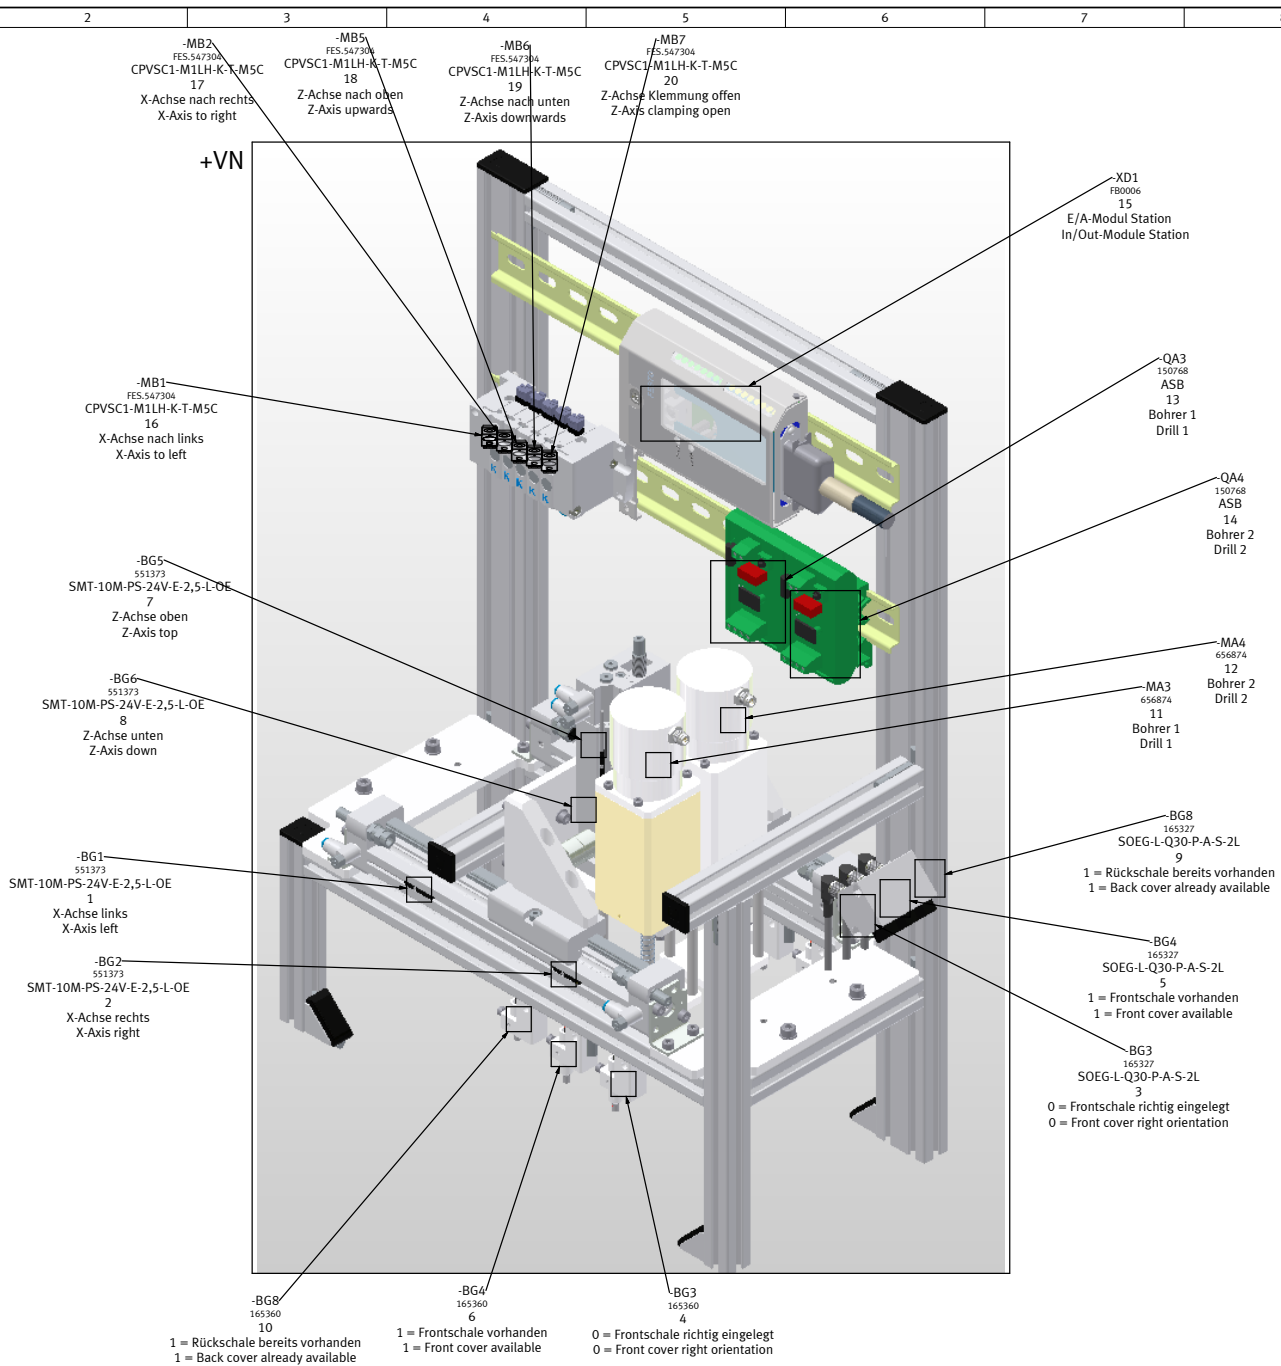 2
3
4
5
6
7
-MB2
FES.547304
CPVSC1-M1LH-K-T-M5C
17
X-Achse nach rechts
X-Axis to right
-MB5
FES.547304
CPVSC1-M1LH-K-T-M5C
18
Z-Achse nach oben
Z-Axis upwards
-MB6
FES.547304
CPVSC1-M1LH-K-T-M5C
19
Z-Achse nach unten
Z-Axis downwards
-MB7
FES.547304
CPVSC1-M1LH-K-T-M5C
20
Z-Achse Klemmung offen
Z-Axis clamping open
+VN
-XD1
FB0006
15
E/A-Modul Station
In/Out-Module Station
-QA3
150768
ASB
13
Bohrer 1
Drill 1
-MB1
FES.547304
CPVSC1-M1LH-K-T-M5C
16
X-Achse nach links
X-Axis to left
-QA4
150768
ASB
14
Bohrer 2
Drill 2
-BG5
551373
SMT-10M-PS-24V-E-2,5-L-OE
7
Z-Achse oben
Z-Axis top
-MA4
656874
12
Bohrer 2
Drill 2
-BG6
551373
SMT-10M-PS-24V-E-2,5-L-OE
8
Z-Achse unten
Z-Axis down
-MA3
656874
11
Bohrer 1
Drill 1
-BG8
165327
SOEG-L-Q30-P-A-S-2L
9
1 = Rückschale bereits vorhanden
1 = Back cover already available
-BG1
551373
SMT-10M-PS-24V-E-2,5-L-OE
1
X-Achse links
X-Axis left
-BG4
165327
SOEG-L-Q30-P-A-S-2L
5
1 = Frontschale vorhanden
1 = Front cover available
-BG2
551373
SMT-10M-PS-24V-E-2,5-L-OE
2
X-Achse rechts
X-Axis right
-BG3
165327
SOEG-L-Q30-P-A-S-2L
3
0 = Frontschale richtig eingelegt
0 = Front cover right orientation
-BG8
165360
10
1 = Rückschale bereits vorhanden
1 = Back cover already available
-BG4
165360
6
1 = Frontschale vorhanden
1 = Front cover available
-BG3
165360
4
0 = Frontschale richtig eingelegt
0 = Front cover right orientation